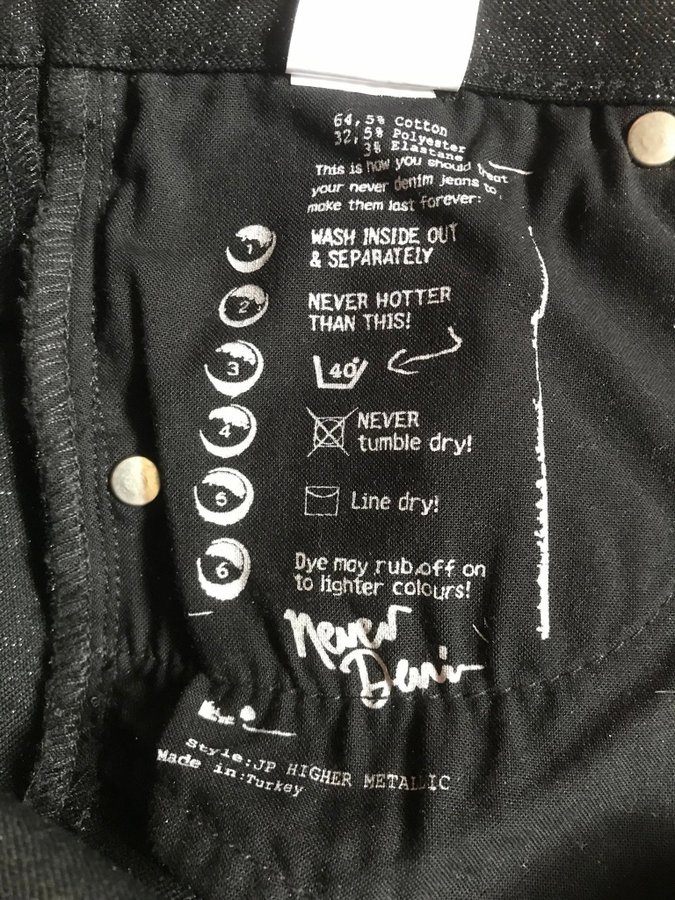 64,5% Cotton
32,5% Polyester
3% Elastane
This is how you should treat
your never denim jeans to
make them last forever:
1 WASH INSIDE OUT
& SEPARATELY
2 NEVER HOTTER
THAN THIS!
3 40°
4 NEVER
tumble dry!
5 Line dry!
6 Dye may rub off on
to lighter colours!
Never
Denim
Style:JP HIGHER METALLIC
Made in:Turkey